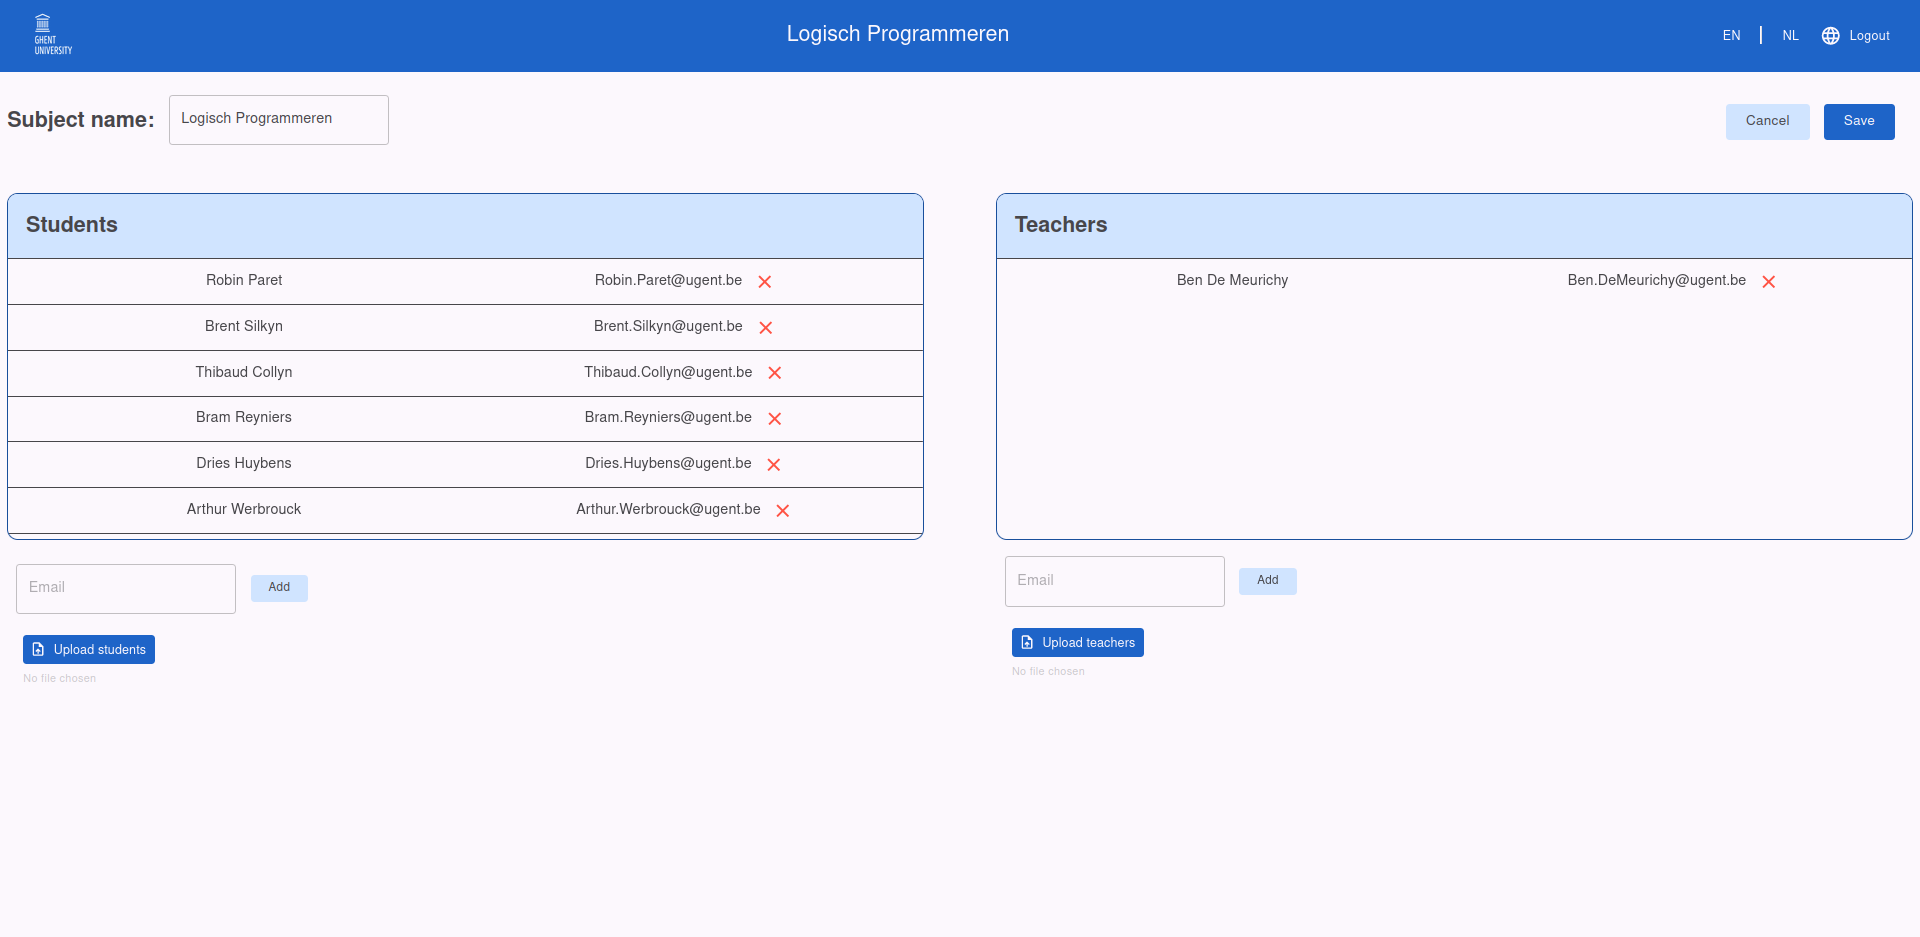 GHENT
UNIVERSITY
Logisch Programmeren
EN | NL Logout
Subject name: Logisch Programmeren
Cancel Save
Students
Robin Paret Robin.Paret@ugent.be
Brent Silkyn Brent.Silkyn@ugent.be
Thibaud Collyn Thibaud.Collyn@ugent.be
Bram Reyniers Bram.Reyniers@ugent.be
Dries Huybens Dries.Huybens@ugent.be
Arthur Werbrouck Arthur.Werbrouck@ugent.be
Email Add
Upload students
No file chosen
Teachers
Ben De Meurichy Ben.DeMeurichy@ugent.be
Email Add
Upload teachers
No file chosen